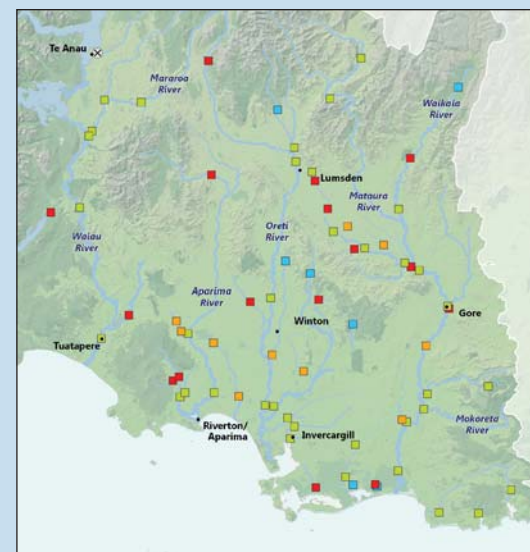 Te Anau
Mararoa
River
Waikaia
River
Lumsden
Mataura
River
Oreti
River
Waiau
River
Aparima
River
Gore
Winton
Tuatapere
Mokoreta
River
Riverton/
Aparima
Invercargill